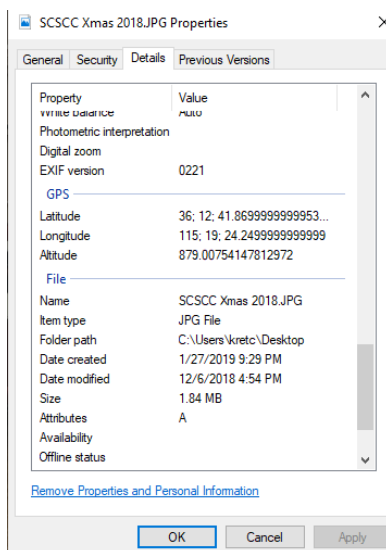 SCSCC Xmas 2018.JPG Properties
General Security Details Previous Versions
Property Value
White balance Auto
Photometric interpretation
Digital zoom
EXIF version 0221
GPS
Latitude 36; 12; 41.8699999999953...
Longitude 115; 19; 24.2499999999999
Altitude 879.00754147812972
File
Name SCSCC Xmas 2018.JPG
Item type JPG File
Folder path C:\Users\kretc\Desktop
Date created 1/27/2019 9:29 PM
Date modified 12/6/2018 4:54 PM
Size 1.84 MB
Attributes A
Availability
Offline status
Remove Properties and Personal Information
OK Cancel Apply